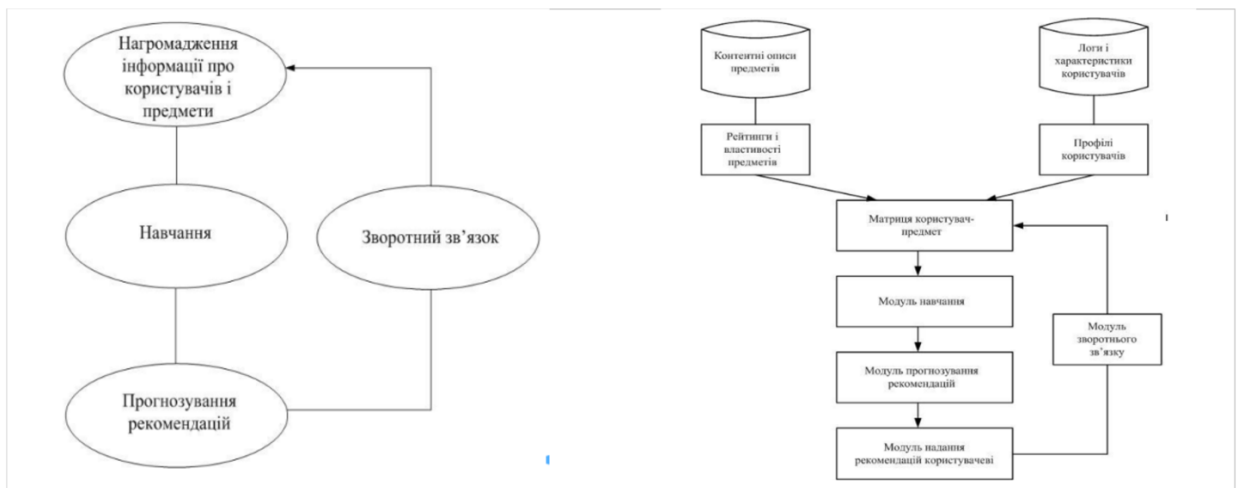 Нагромадження
інформації про
користувачів і
предмети
Навчання
Зворотний зв’язок
Прогнозування
рекомендацій
Контентні описи
предметів
Логи і
характеристики
користувачів
Рейтинги і
властивості
предметів
Профілі
користувачів
Матриця користувач-
предмет
Модуль навчання
Модуль
зворотнього
зв’язку
Модуль прогнозування
рекомендацій
Модуль надання
рекомендацій користувачеві